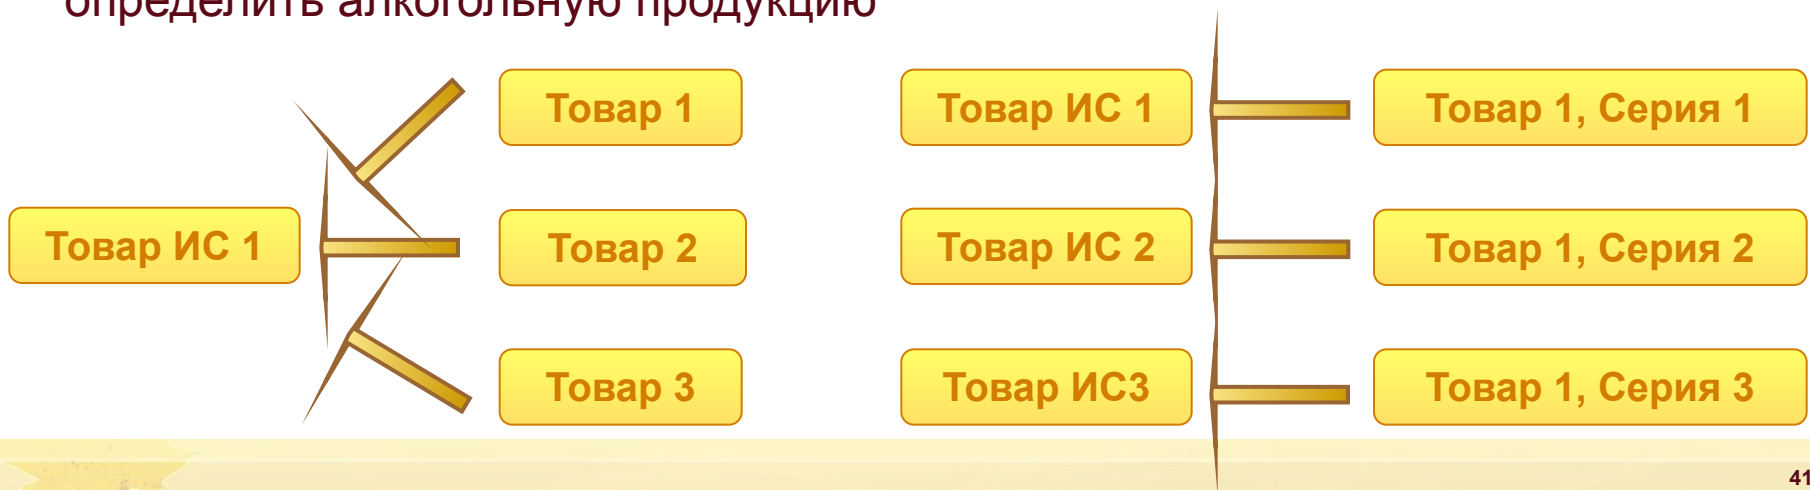 определить алкогольную продукцию
Товар ИС 1
Товар 1
Товар 2
Товар 3
Товар ИС 1
Товар 1, Серия 1
Товар ИС 2
Товар 1, Серия 2
Товар ИС3
Товар 1, Серия 3
41